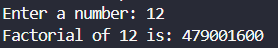 Enter a number: 12
Factorial of 12 is: 479001600